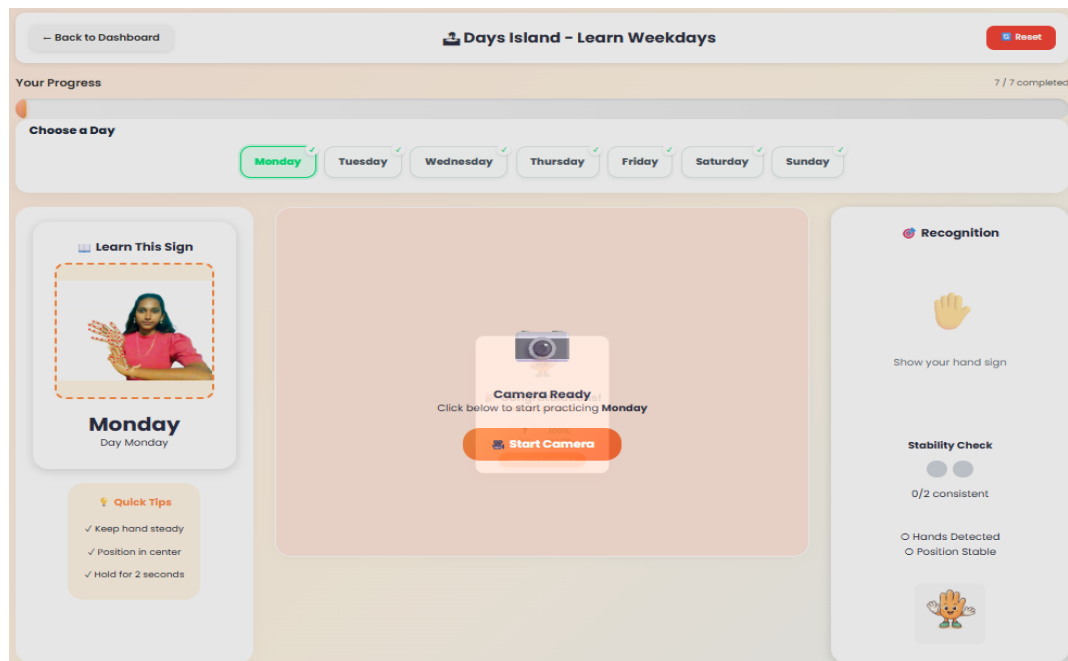 ← Back to Dashboard
Days Island - Learn Weekdays
Reset
Your Progress
7 / 7 completed
Choose a Day
Monday ✓
Tuesday ✓
Wednesday ✓
Thursday ✓
Friday ✓
Saturday ✓
Sunday ✓
Learn This Sign
Monday
Day Monday
Quick Tips
✓ Keep hand steady
✓ Position in center
✓ Hold for 2 seconds
Camera Ready
Click below to start practicing Monday
Start Camera
Recognition
Show your hand sign
Stability Check
0/2 consistent
Hands Detected
Position Stable